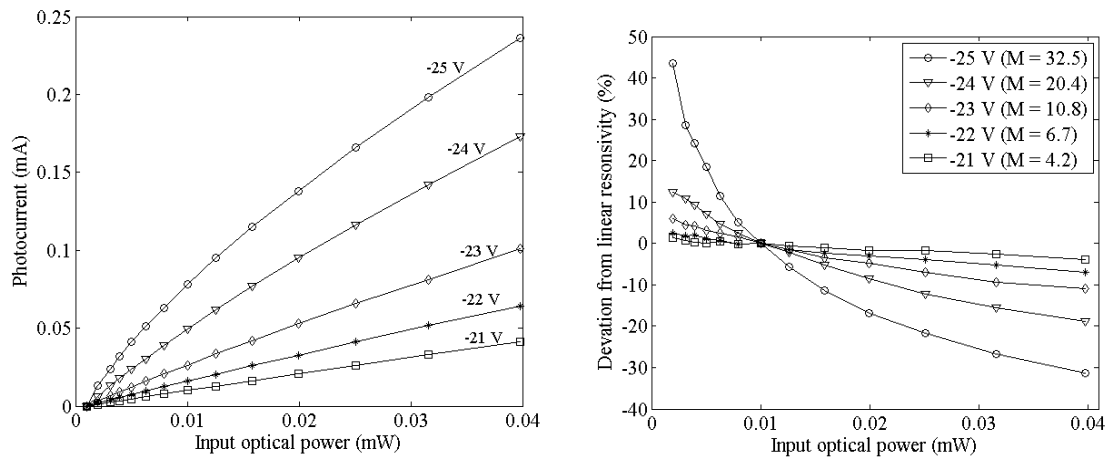 0.25
0.2
0.15
0.1
0.05
0
Photocurrent (mA)
-25 V
-24 V
-23 V
-22 V
-21 V
0
0.01
0.02
0.03
0.04
Input optical power (mW)
50
40
30
20
10
0
-10
-20
-30
-40
Devation from linear resonsivity (%)
-25 V (M = 32.5)
-24 V (M = 20.4)
-23 V (M = 10.8)
-22 V (M = 6.7)
-21 V (M = 4.2)
0
0.01
0.02
0.03
0.04
Input optical power (mW)